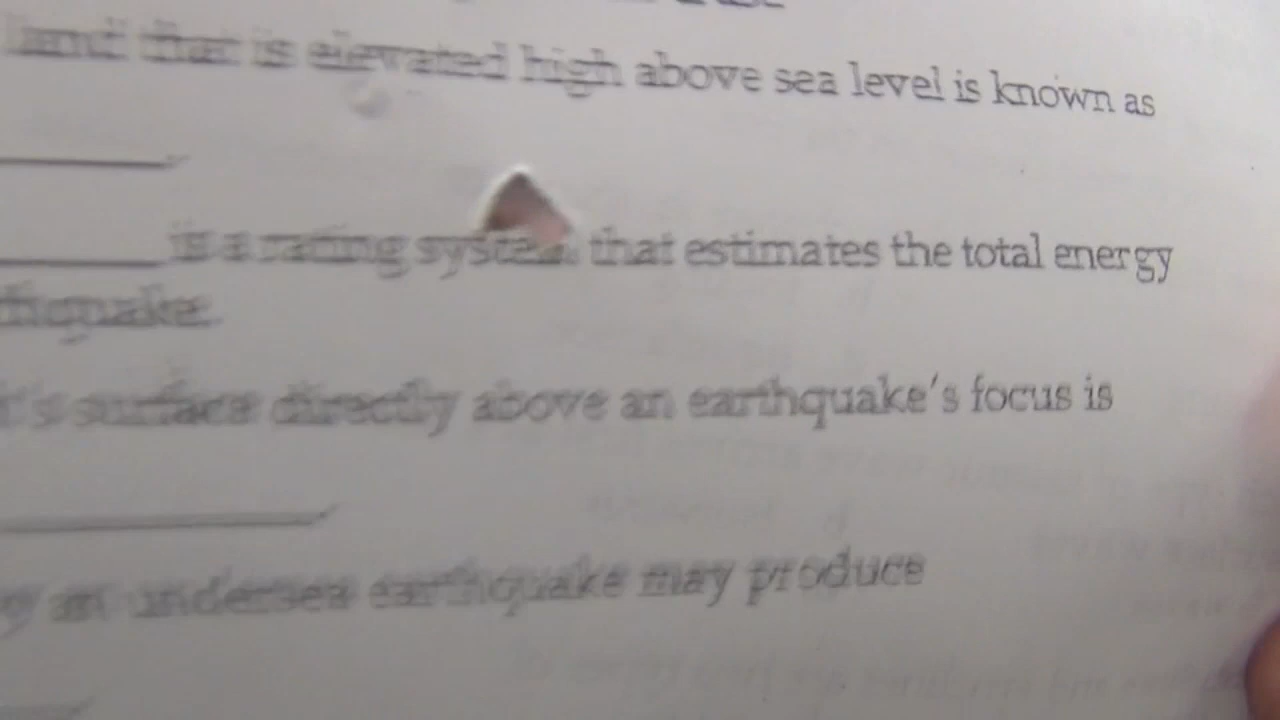 land that is elevated high above sea level is known as
is a rating system that estimates the total energy
surface directly above an earthquake's focus is
an undersea earthquake may produce